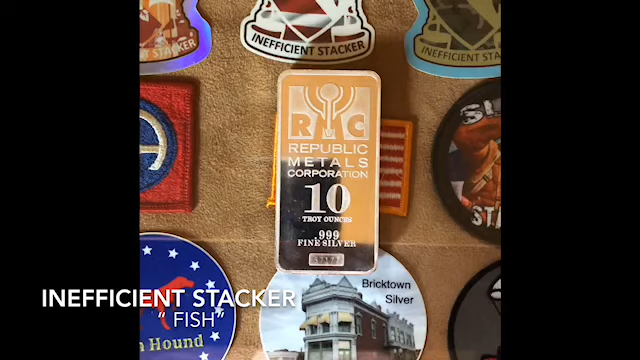 STACKER
INEFFICIENT STACKER
INEFFICIENT STACKER
RMC
REPUBLIC
METALS
CORPORATION
10
TROY OUNCES
.999
FINE SILVER
Bricktown
Silver
INEFFICIENT STACKER
“ FISH”
Hound